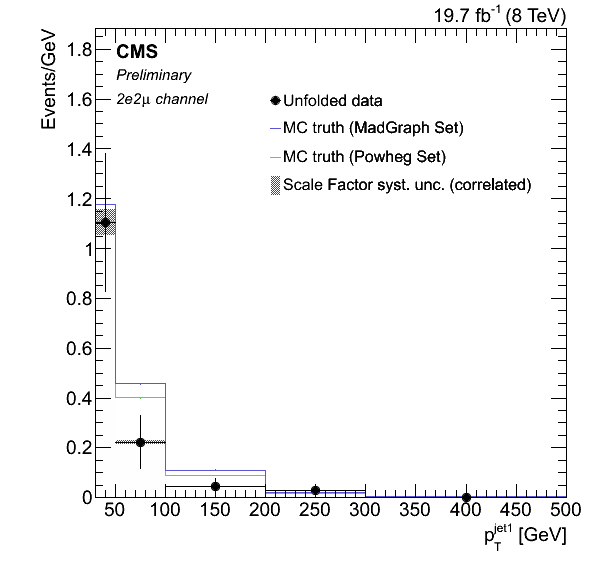 19.7 fb⁻¹ (8 TeV)
Events/GeV
CMS
Preliminary
2e2μ channel
Unfolded data
MC truth (MadGraph Set)
MC truth (Powheg Set)
Scale Factor syst. unc. (correlated)
1.8
1.6
1.4
1.2
1
0.8
0.6
0.4
0.2
0
50 100 150 200 250 300 350 400 450 500
p_T^jet1 [GeV]